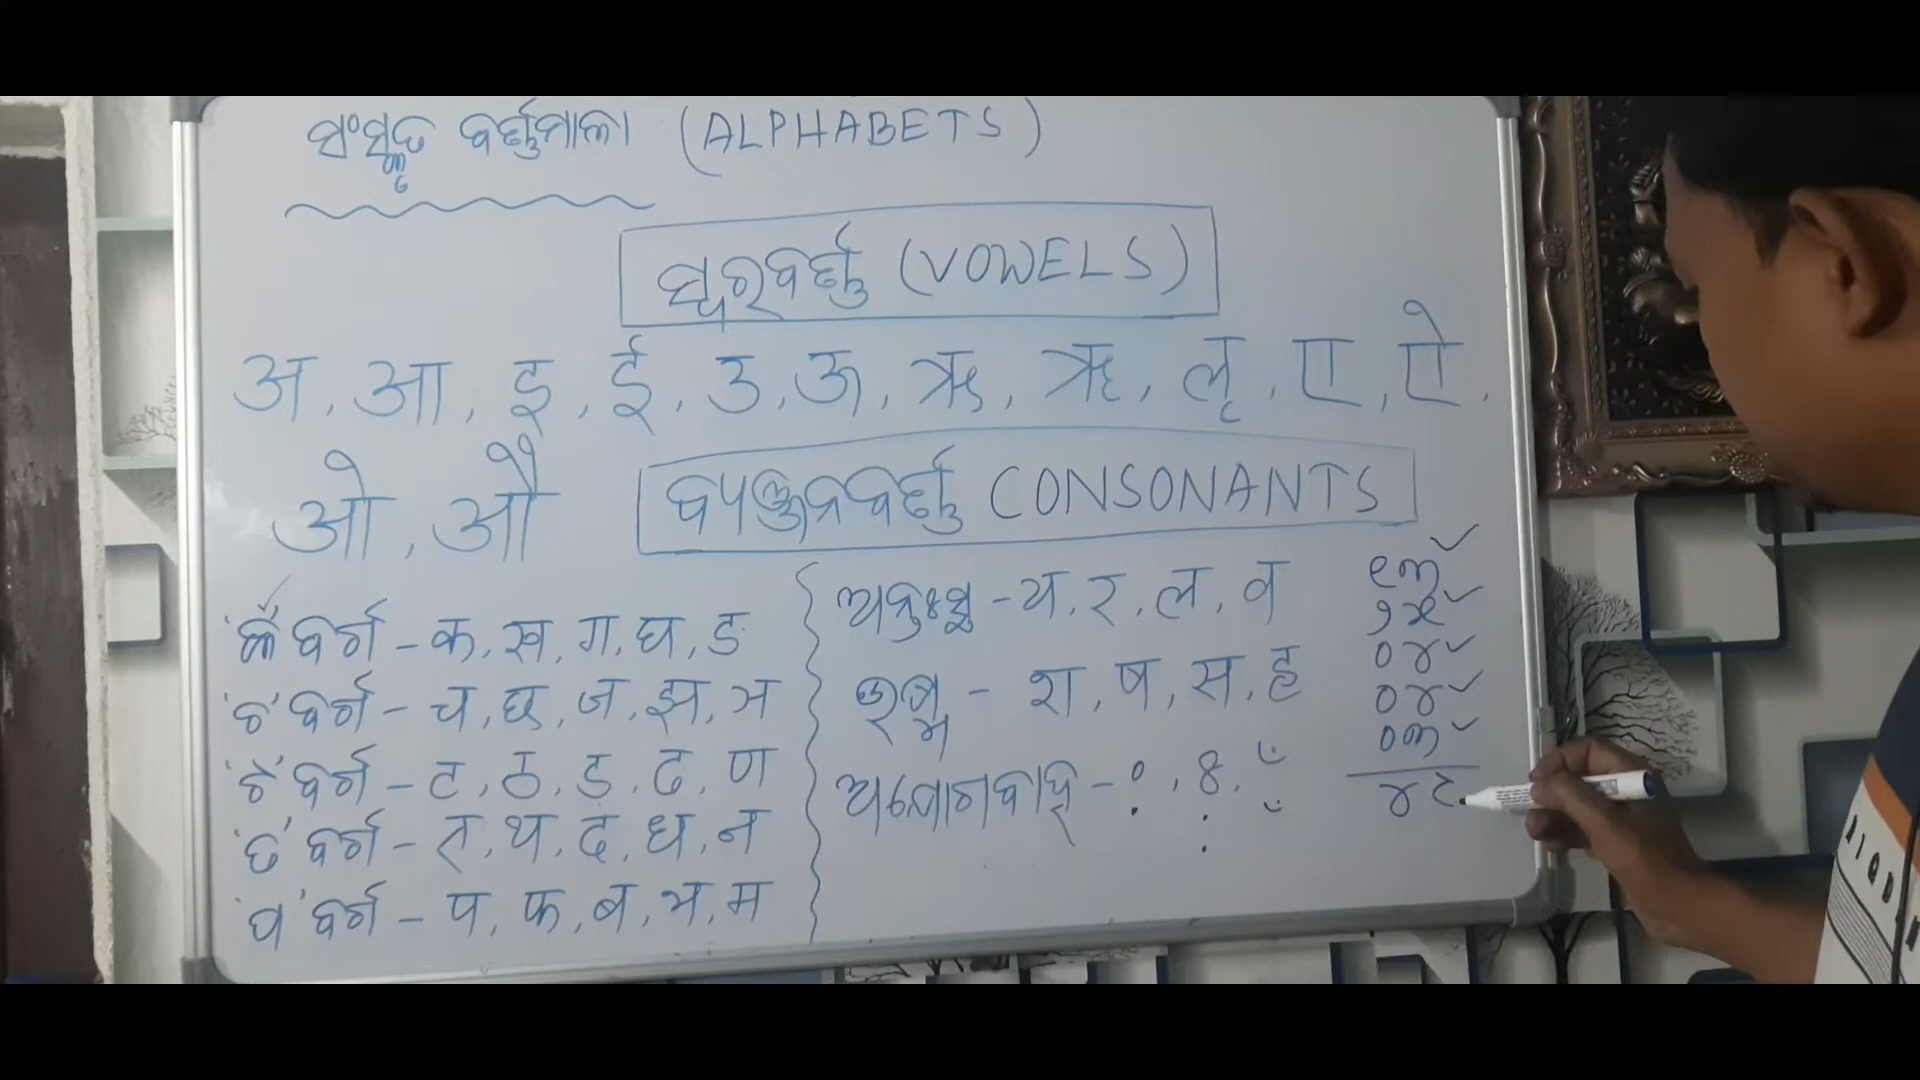 ସଂସ୍କୃତ ବର୍ଣ୍ଣମାଳା (ALPHABETS)
ସ୍ୱରବର୍ଣ୍ଣ (VOWELS)
अ, आ, इ, ई, उ, ऊ, ऋ, ॠ, ऌ, ए, ऐ,
ओ, औ
ବ୍ୟଞ୍ଜନବର୍ଣ୍ଣ CONSONANTS
'କ' ବର୍ଗ - क, ख, ग, घ, ङ
'ଚ' ବର୍ଗ - च, छ, ज, झ, ञ
'ଟ' ବର୍ଗ - ट, ठ, ड, ढ, ण
'ତ' ବର୍ଗ - त, थ, द, ध, न
'ପ' ବର୍ଗ - प, फ, ब, भ, म
ଅନ୍ତଃସ୍ଥ - य, र, ल, व
ଊଷ୍ମ - श, ष, स, ह
ଅଯୋଗବାହ -
୧୩ ✓
୨୫ ✓
୦୪ ✓
୦୪ ✓
୦୩ ✓
୪୯